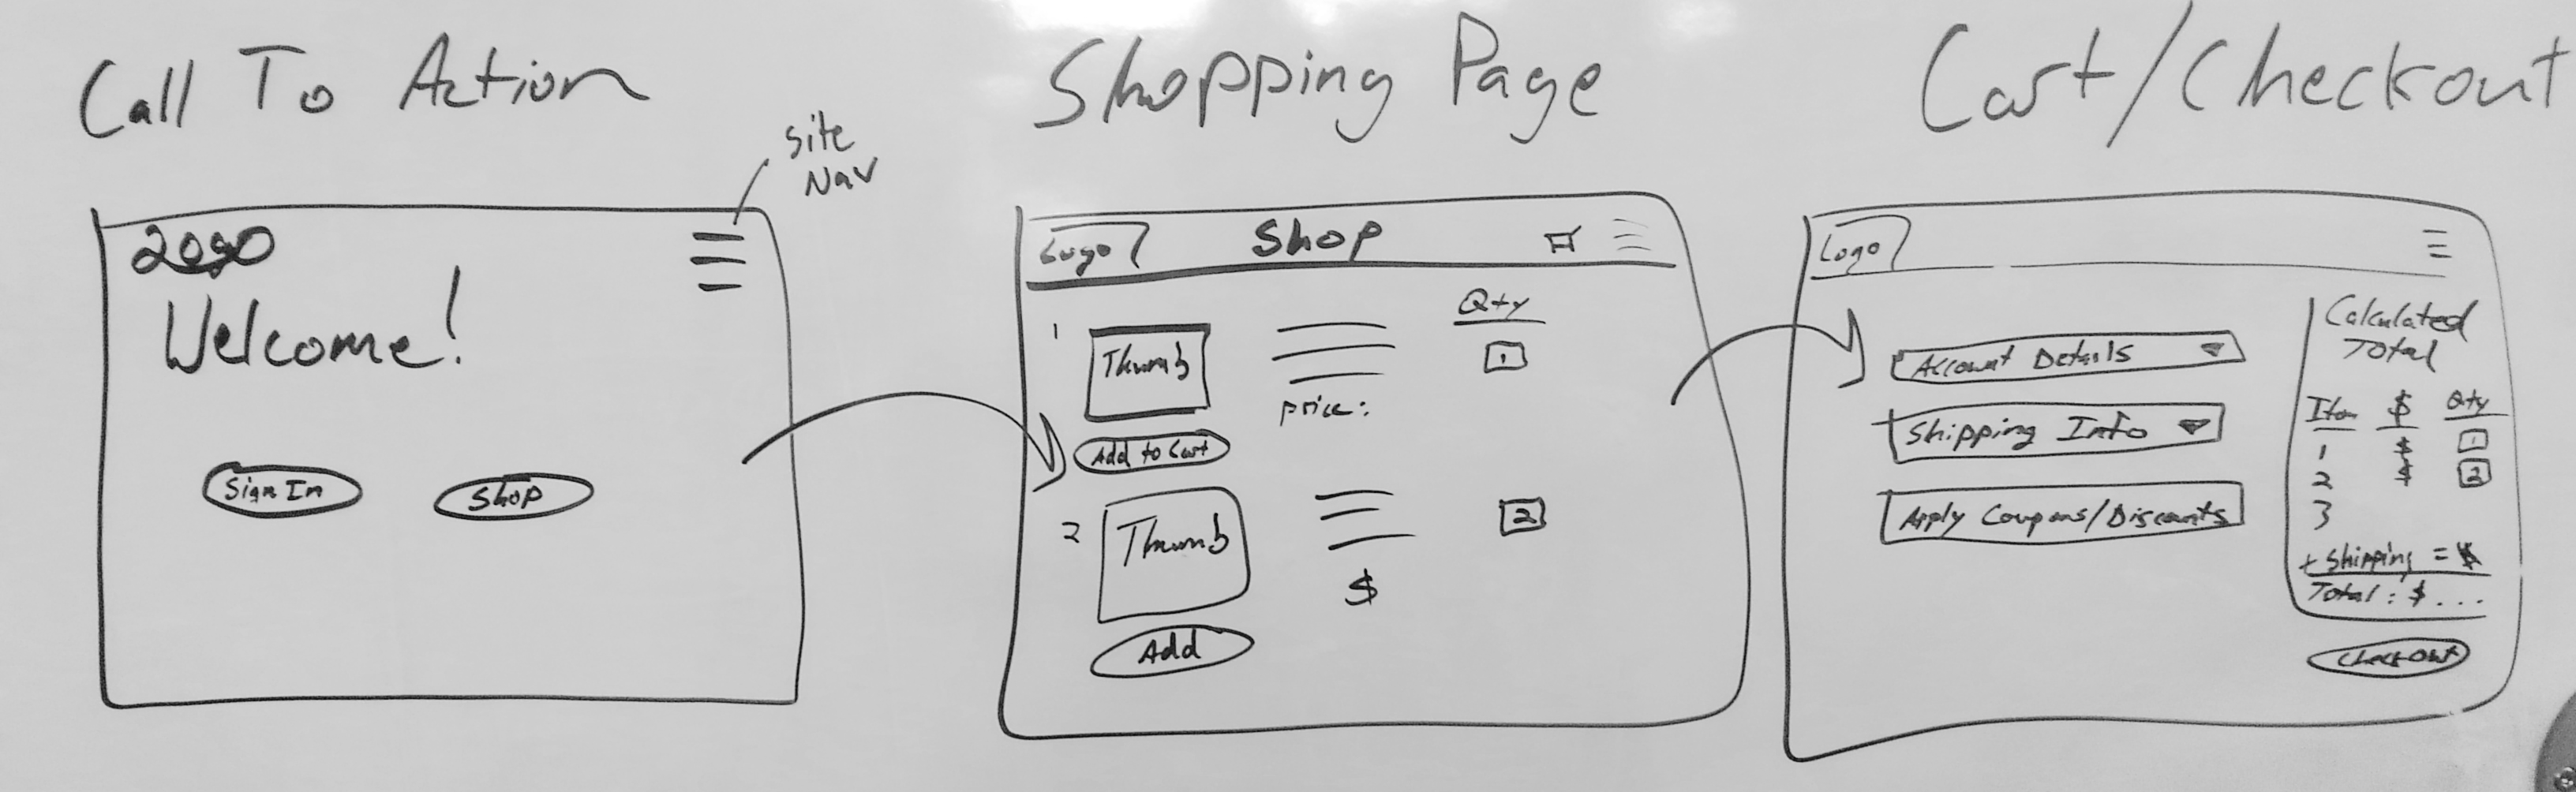 Call To Action
Site
Nav
Welcome!
Sign In
Shop
Shopping Page
Logo
Shop
Qty
1
Thumb
1
price:
Add to Cart
2
Thumb
2
$
Add
Cart/Checkout
Logo
Account Details
Shipping Info
Apply Coupons/Discounts
Calculated
Total
Item $ Qty
1 $ 1
2 $ 2
3
+ Shipping = $
Total: $...
Checkout